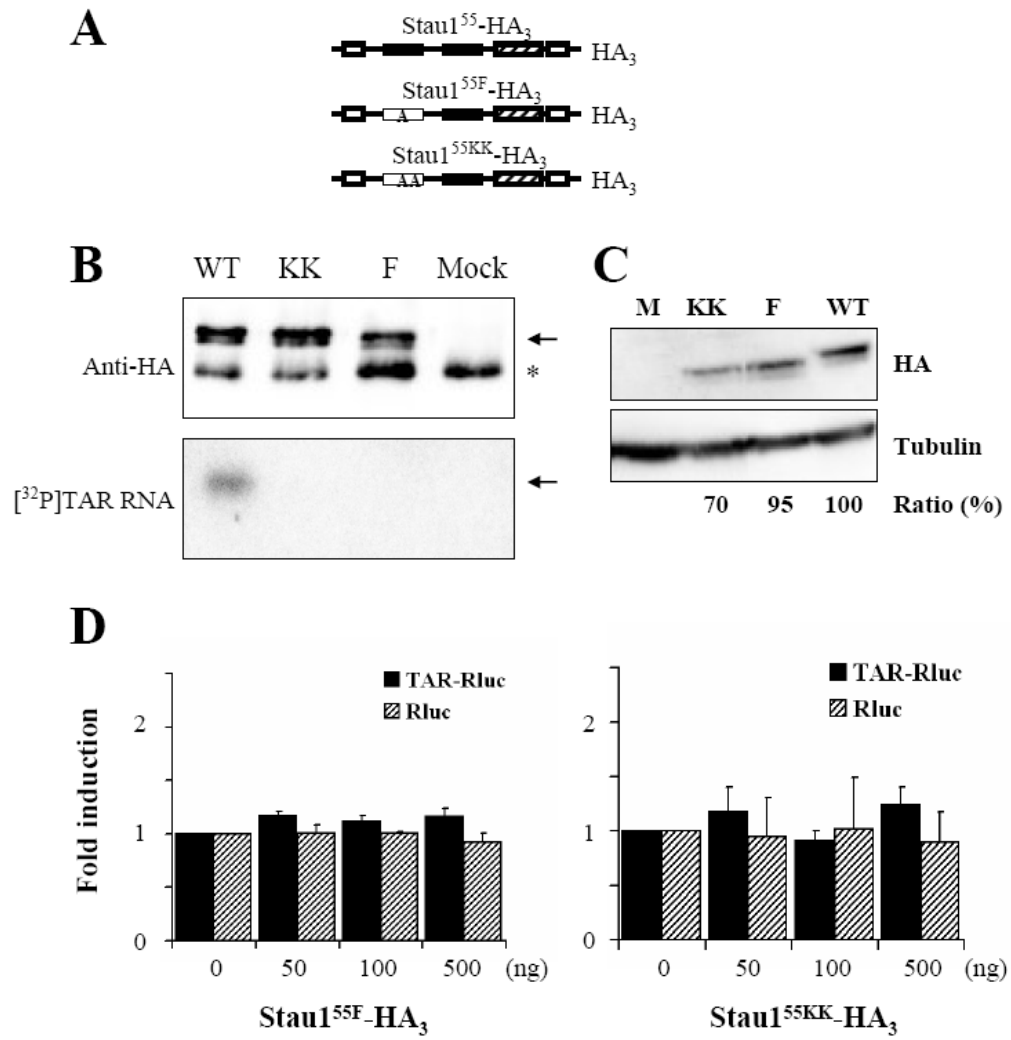 A
Stau1⁵⁵-HA₃
HA₃
Stau1⁵⁵ᶠ-HA₃
A
HA₃
Stau1⁵⁵ᴷᴷ-HA₃
AA
HA₃
B
WT KK F Mock
Anti-HA
*
[³²P]TAR RNA
C
M KK F WT
HA
Tubulin
70 95 100 Ratio (%)
D
Fold induction
2
1
0
TAR-Rluc
Rluc
0 50 100 500 (ng)
Stau1⁵⁵ᶠ-HA₃
2
1
0
TAR-Rluc
Rluc
0 50 100 500 (ng)
Stau1⁵⁵ᴷᴷ-HA₃